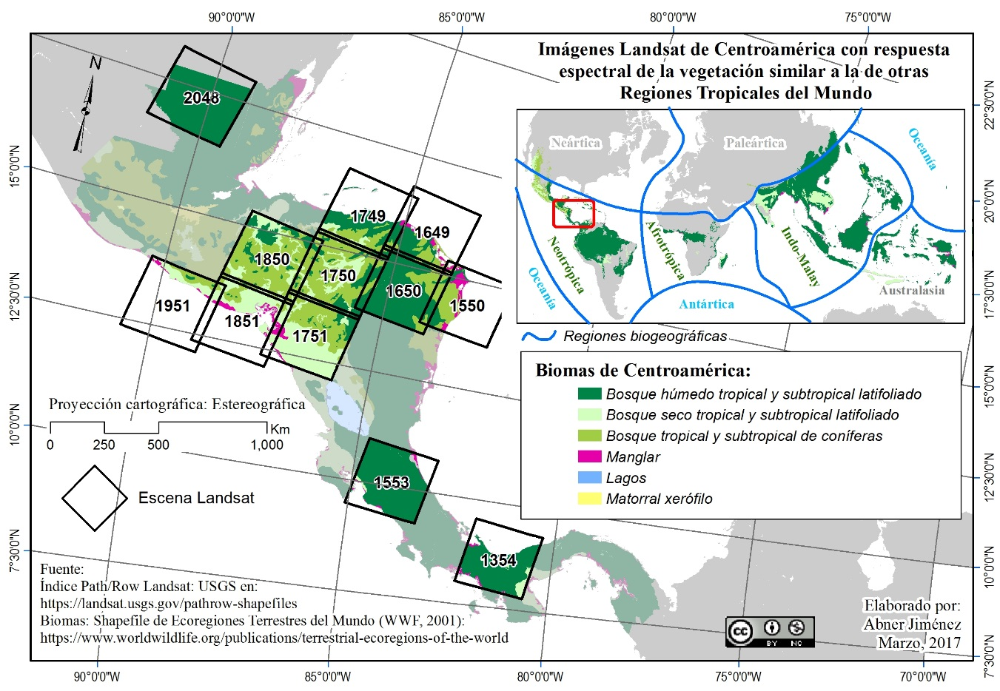 90°0'0"W
85°0'0"W
80°0'0"W
75°0'0"W
Imágenes Landsat de Centroamérica con respuesta
espectral de la vegetación similar a la de otras
Regiones Tropicales del Mundo
N
2048
1749
1649
1850
1750
1650
1550
1951
1851
1751
1553
1354
Neártica
Paleártica
Oceanía
Neotrópica
Afrotrópica
Indo-Malay
Oceanía
Antártica
Australasia
Regiones biogeográficas
Biomas de Centroamérica:
Bosque húmedo tropical y subtropical latifoliado
Bosque seco tropical y subtropical latifoliado
Bosque tropical y subtropical de coníferas
Manglar
Lagos
Matorral xerófilo
Proyección cartográfica: Estereográfica
Km
0 250 500 1,000
Escena Landsat
Fuente:
Índice Path/Row Landsat: USGS en:
https://landsat.usgs.gov/pathrow-shapefiles
Biomas: Shapefile de Ecoregiones Terrestres del Mundo (WWF, 2001):
https://www.worldwildlife.org/publications/terrestrial-ecoregions-of-the-world
cc
BY NC
Elaborado por:
Abner Jiménez
Marzo, 2017
15°0'0"N
12°30'0"N
10°0'0"N
7°30'0"N
22°30'0"N
20°0'0"N
17°30'0"N
15°0'0"N
12°30'0"N
10°0'0"N
7°30'0"N
90°0'0"W
85°0'0"W
80°0'0"W
75°0'0"W
70°0'0"W